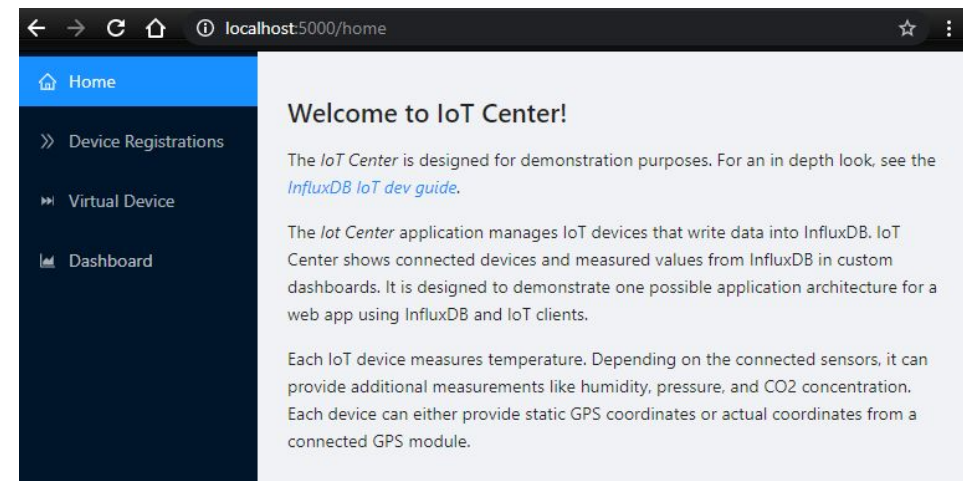 localhost:5000/home
Home
Device Registrations
Virtual Device
Dashboard
Welcome to IoT Center!
The IoT Center is designed for demonstration purposes. For an in depth look, see the
InfluxDB IoT dev guide.
The Iot Center application manages IoT devices that write data into InfluxDB. IoT
Center shows connected devices and measured values from InfluxDB in custom
dashboards. It is designed to demonstrate one possible application architecture for a
web app using InfluxDB and IoT clients.
Each IoT device measures temperature. Depending on the connected sensors, it can
provide additional measurements like humidity, pressure, and CO2 concentration.
Each device can either provide static GPS coordinates or actual coordinates from a
connected GPS module.